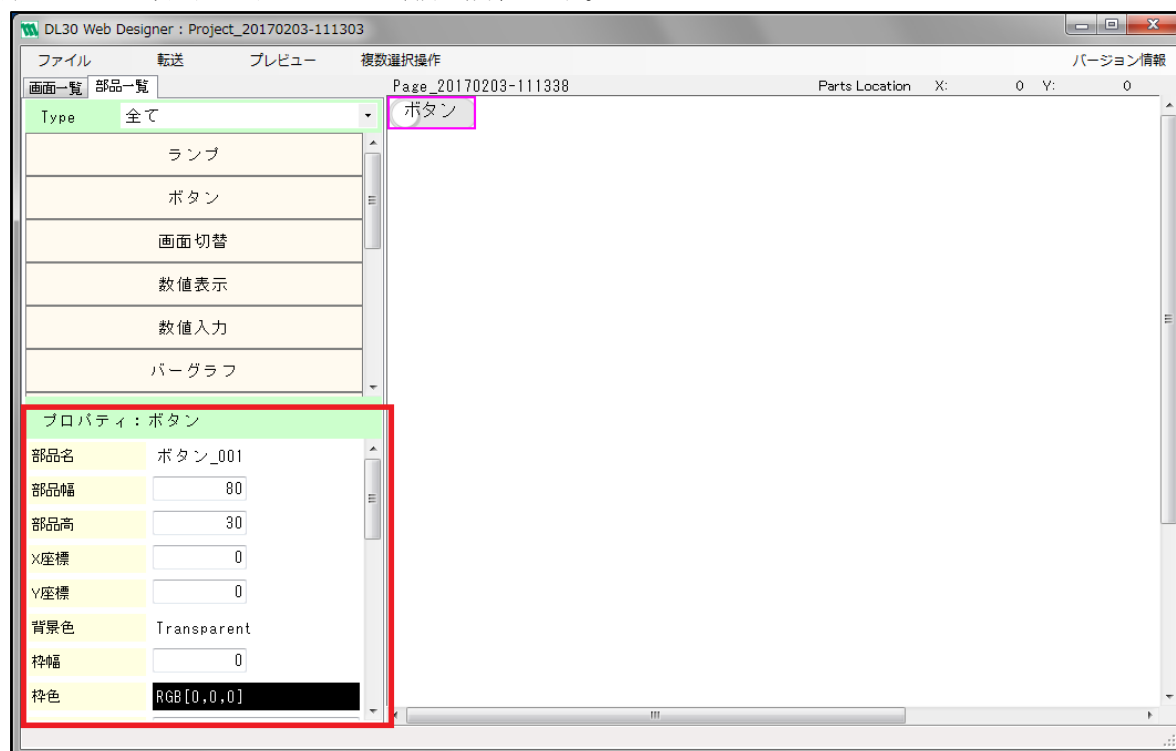 DL30 Web Designer : Project_20170203-111303
ファイル 転送 プレビュー 複数選択操作 バージョン情報
画面一覧 部品一覧 Page_20170203-111338 Parts Location X: 0 Y: 0
Type 全て
ボタン
ランプ
ボタン
画面切替
数値表示
数値入力
バーグラフ
プロパティ：ボタン
部品名 ボタン_001
部品幅 80
部品高 30
X座標 0
Y座標 0
背景色 Transparent
枠幅 0
枠色 RGB[0,0,0]